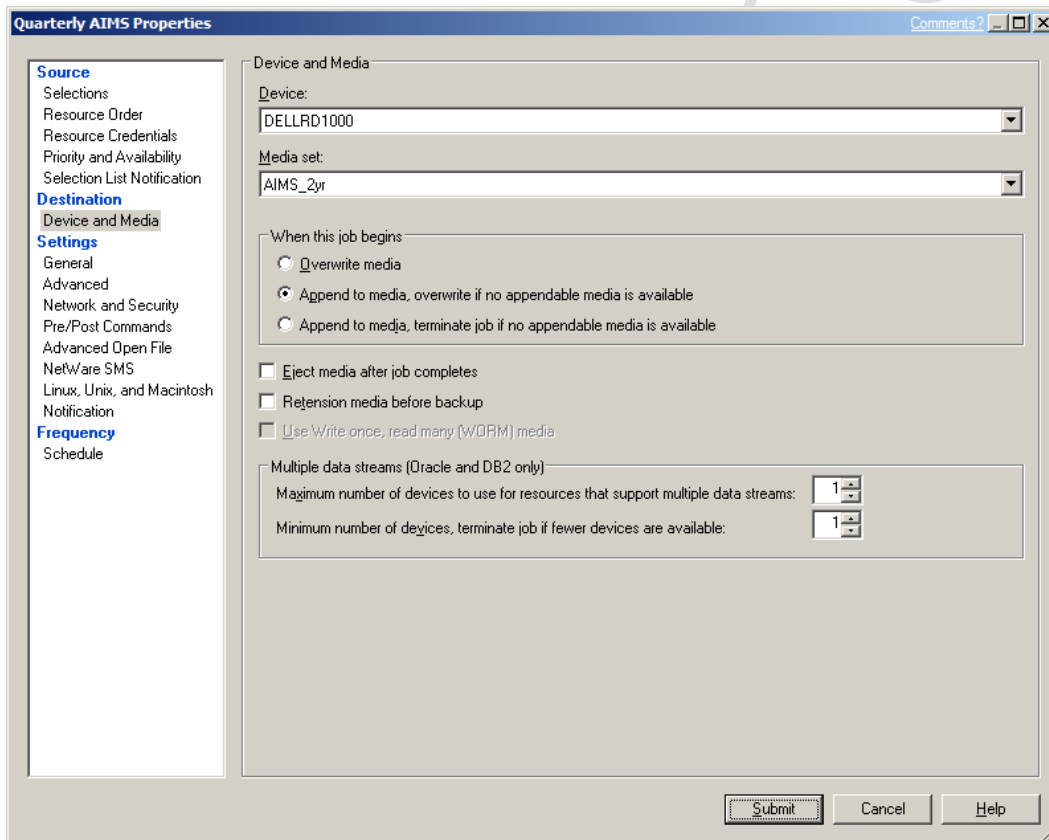 Quarterly AIMS Properties
Comments?
Source
Selections
Resource Order
Resource Credentials
Priority and Availability
Selection List Notification
Destination
Device and Media
Settings
General
Advanced
Network and Security
Pre/Post Commands
Advanced Open File
NetWare SMS
Linux, Unix, and Macintosh
Notification
Frequency
Schedule
Device and Media
Device:
DELLRD1000
Media set:
AIMS_2yr
When this job begins
Overwrite media
Append to media, overwrite if no appendable media is available
Append to media, terminate job if no appendable media is available
Eject media after job completes
Retension media before backup
Use Write once, read many (WORM) media
Multiple data streams (Oracle and DB2 only)
Maximum number of devices to use for resources that support multiple data streams: 1
Minimum number of devices, terminate job if fewer devices are available: 1
Submit Cancel Help